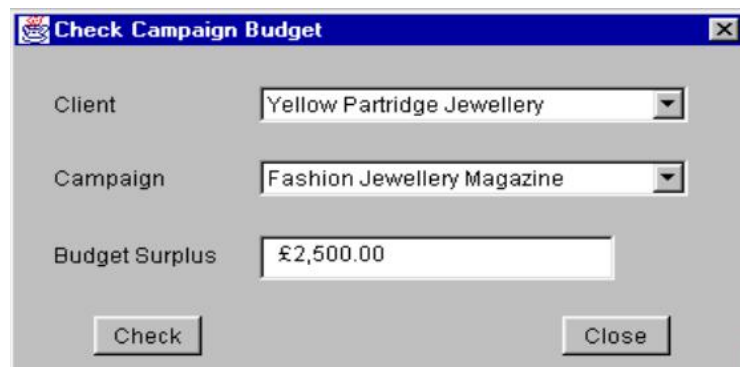 Check Campaign Budget
Client Yellow Partridge Jewellery
Campaign Fashion Jewellery Magazine
Budget Surplus £2,500.00
Check Close